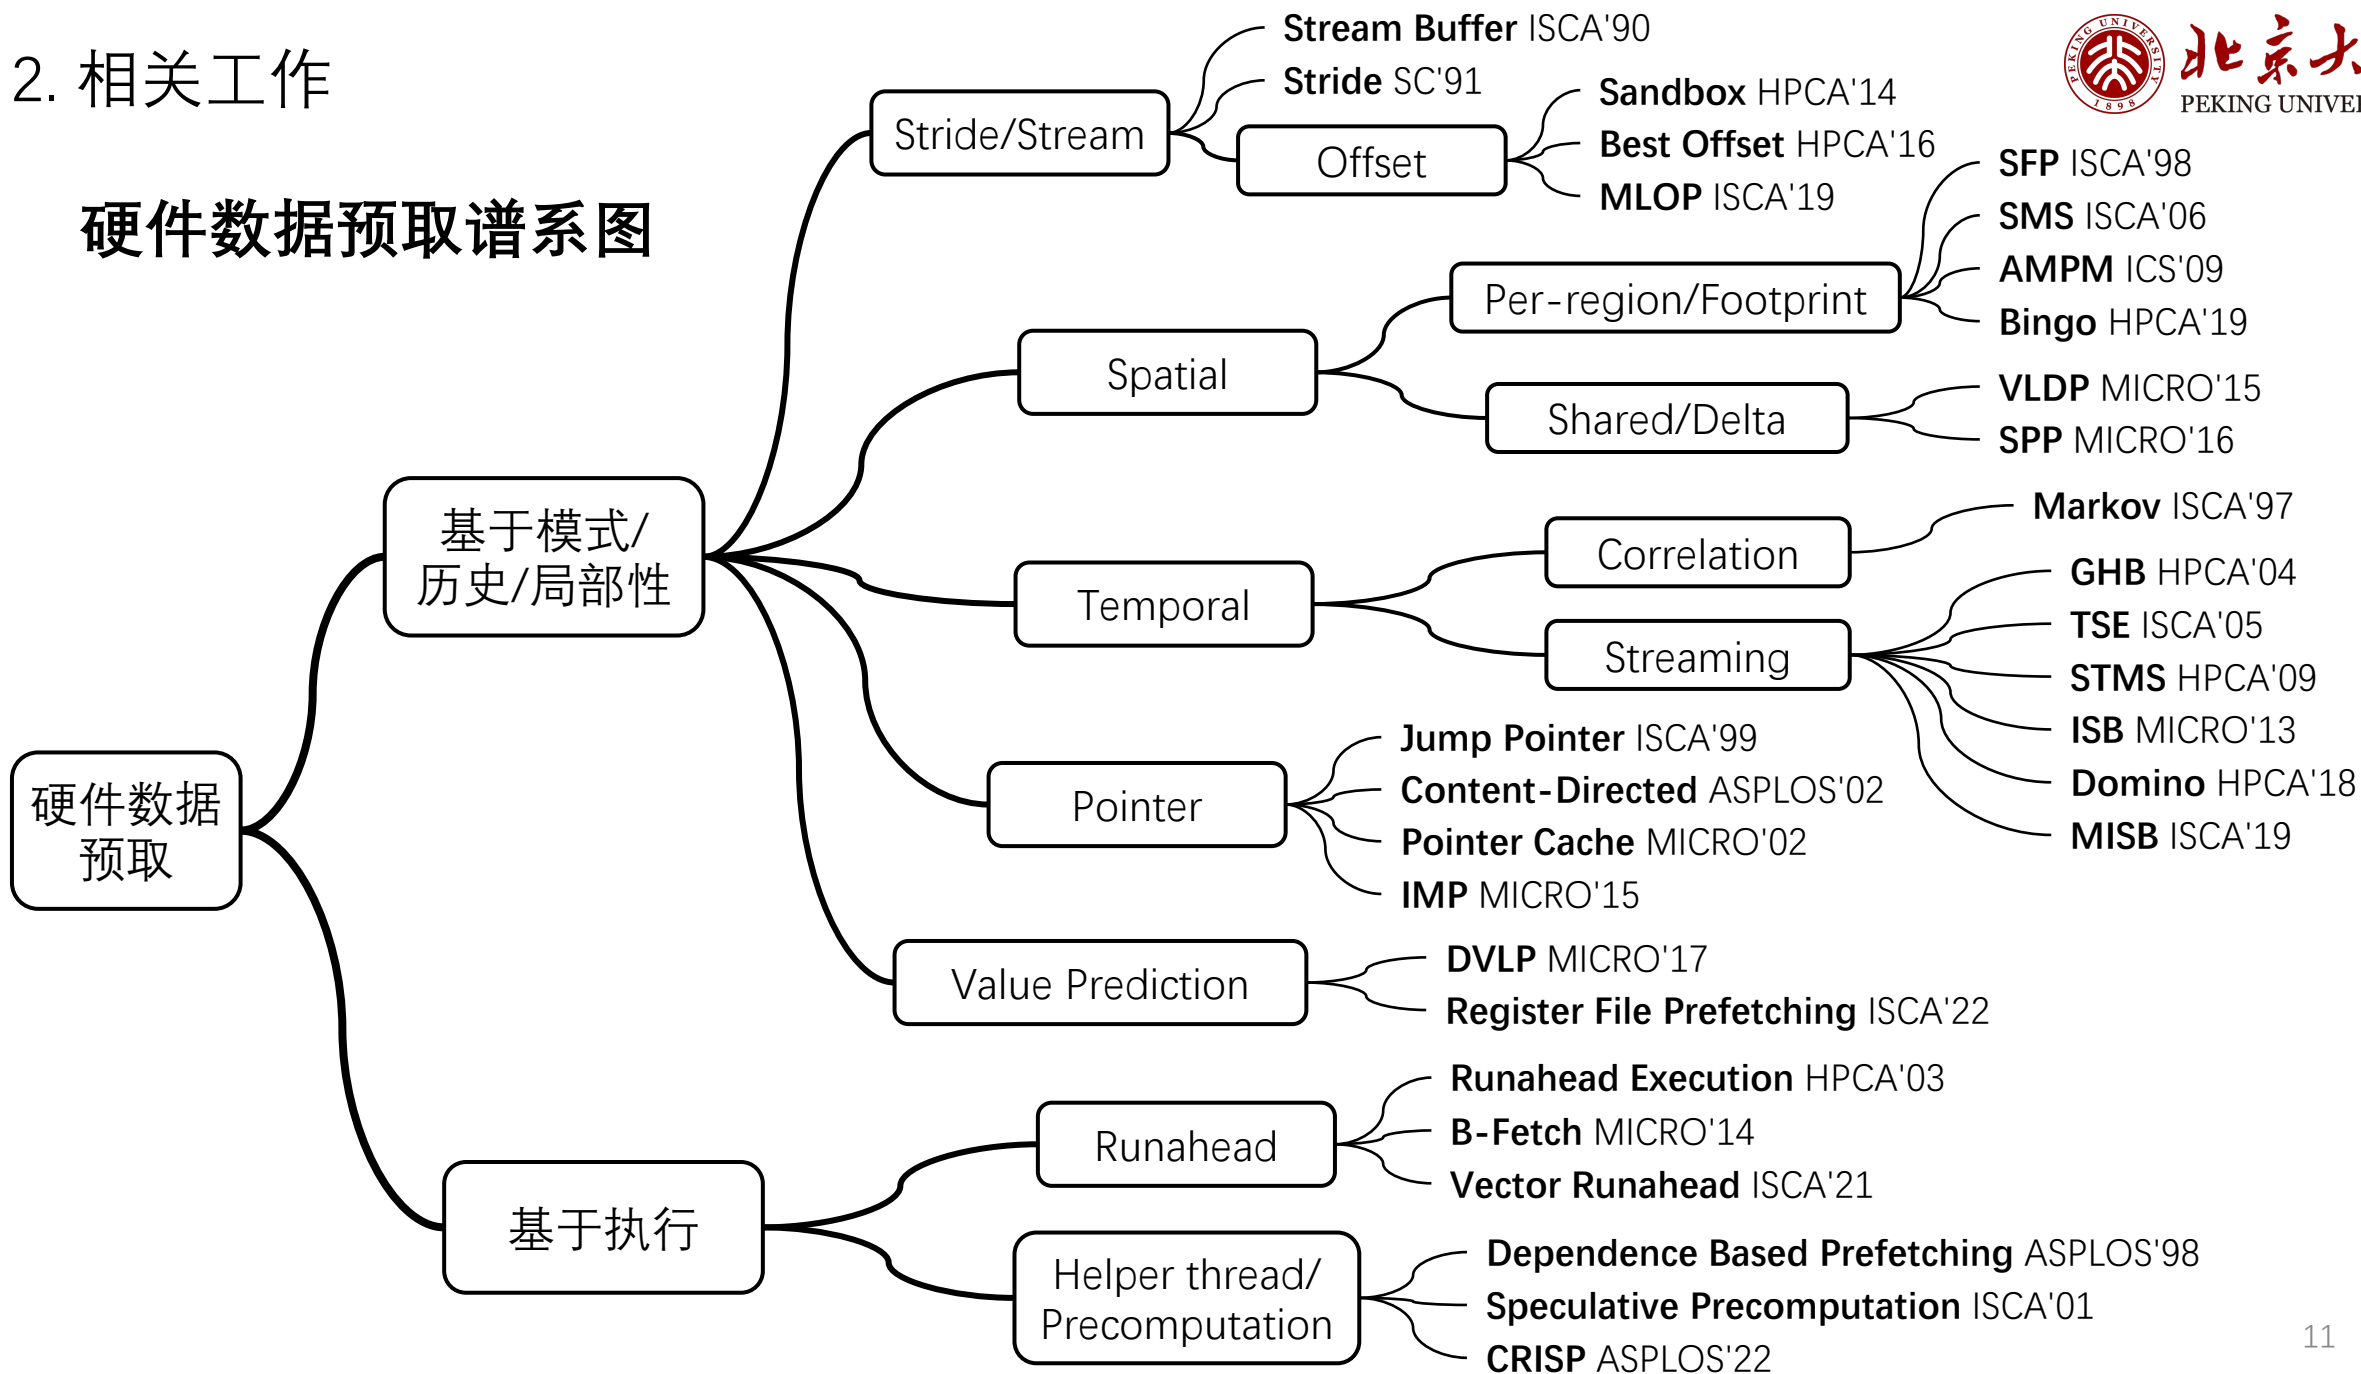 2. 相关工作
硬件数据预取谱系图
PEKING UNIVERSITY
1898
北京大
PEKING UNIVE
硬件数据
预取
基于模式/
历史/局部性
Stride/Stream
Stream Buffer ISCA'90
Stride SC'91
Offset
Sandbox HPCA'14
Best Offset HPCA'16
MLOP ISCA'19
Spatial
Per-region/Footprint
SFP ISCA'98
SMS ISCA'06
AMPM ICS'09
Bingo HPCA'19
Shared/Delta
VLDP MICRO'15
SPP MICRO'16
Temporal
Correlation
Markov ISCA'97
Streaming
GHB HPCA'04
TSE ISCA'05
STMS HPCA'09
ISB MICRO'13
Domino HPCA'18
MISB ISCA'19
Pointer
Jump Pointer ISCA'99
Content-Directed ASPLOS'02
Pointer Cache MICRO'02
IMP MICRO'15
Value Prediction
DVLP MICRO'17
Register File Prefetching ISCA'22
基于执行
Runahead
Runahead Execution HPCA'03
B-Fetch MICRO'14
Vector Runahead ISCA'21
Helper thread/
Precomputation
Dependence Based Prefetching ASPLOS'98
Speculative Precomputation ISCA'01
CRISP ASPLOS'22
11